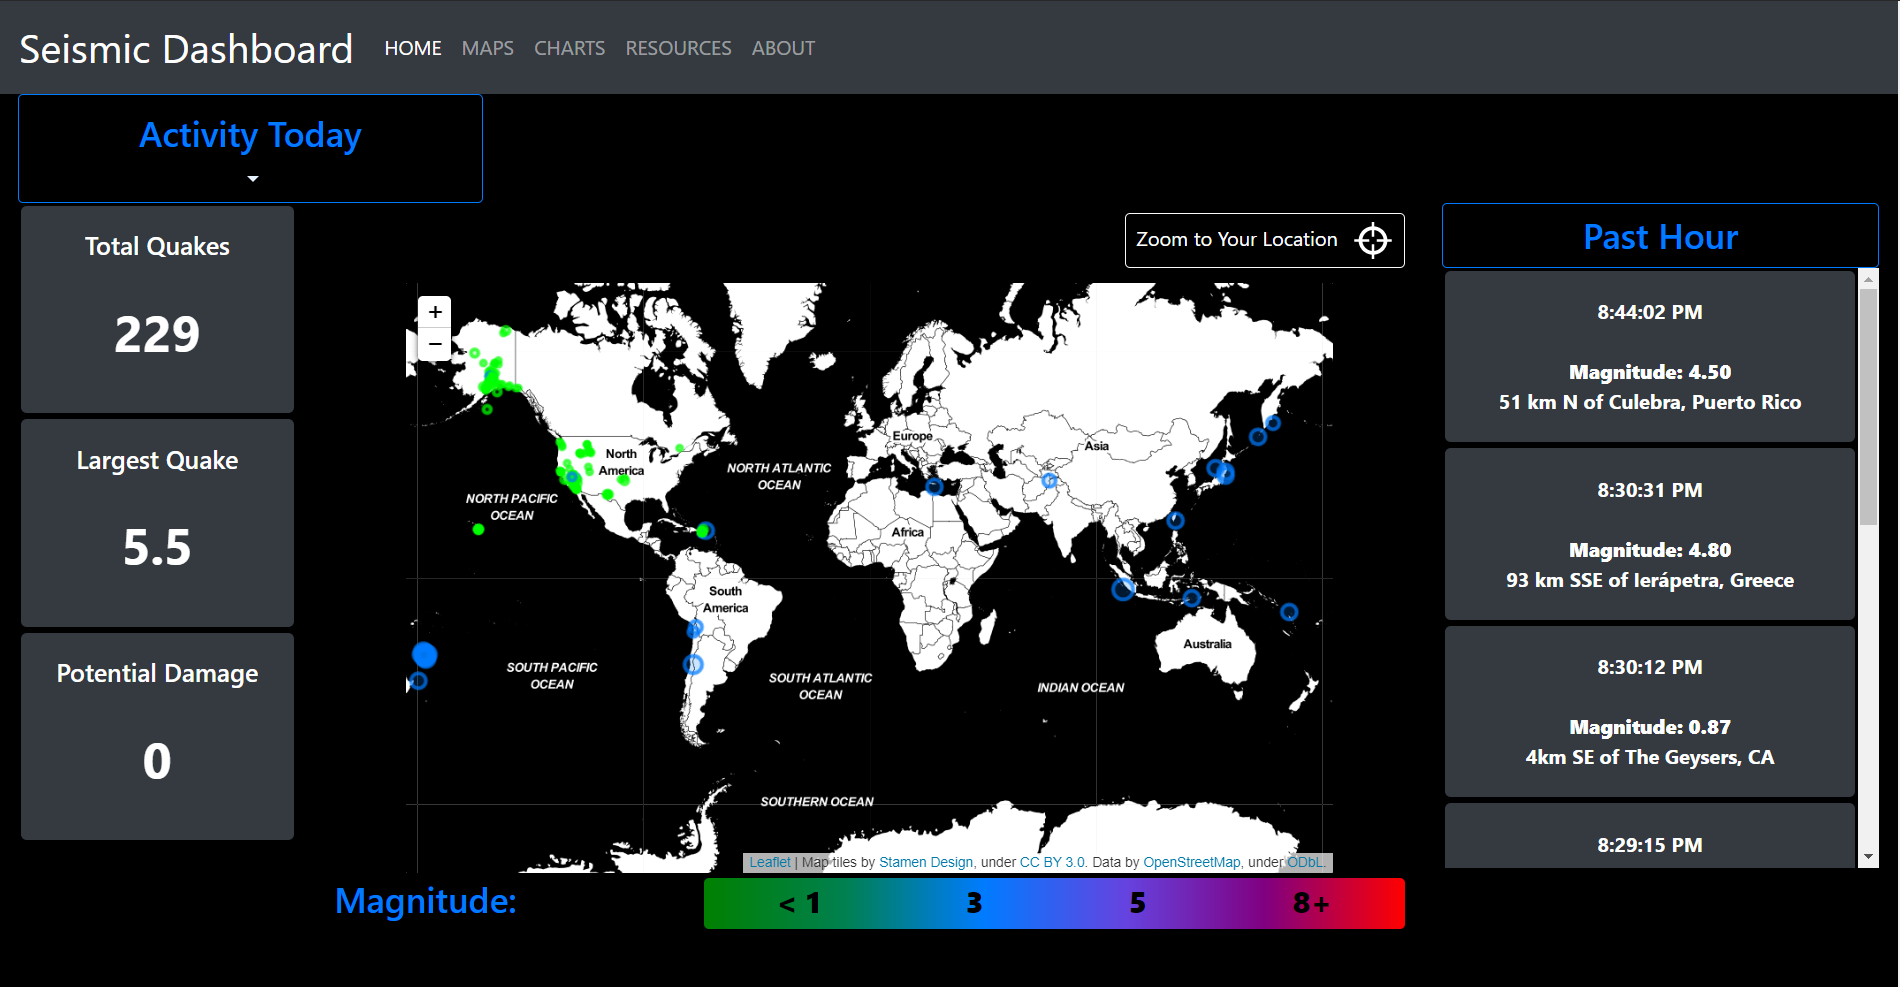 Seismic Dashboard
HOME MAPS CHARTS RESOURCES ABOUT
Activity Today
Total Quakes
229
Largest Quake
5.5
Potential Damage
0
Zoom to Your Location
+
−
North
America
Europe
Asia
NORTH ATLANTIC
OCEAN
NORTH PACIFIC
OCEAN
Africa
South
America
Australia
SOUTH PACIFIC
OCEAN
SOUTH ATLANTIC
OCEAN
INDIAN OCEAN
SOUTHERN OCEAN
Leaflet | Map tiles by Stamen Design, under CC BY 3.0. Data by OpenStreetMap, under ODbL.
Magnitude:
< 1 3 5 8+
Past Hour
8:44:02 PM
Magnitude: 4.50
51 km N of Culebra, Puerto Rico
8:30:31 PM
Magnitude: 4.80
93 km SSE of Ierápetra, Greece
8:30:12 PM
Magnitude: 0.87
4km SE of The Geysers, CA
8:29:15 PM